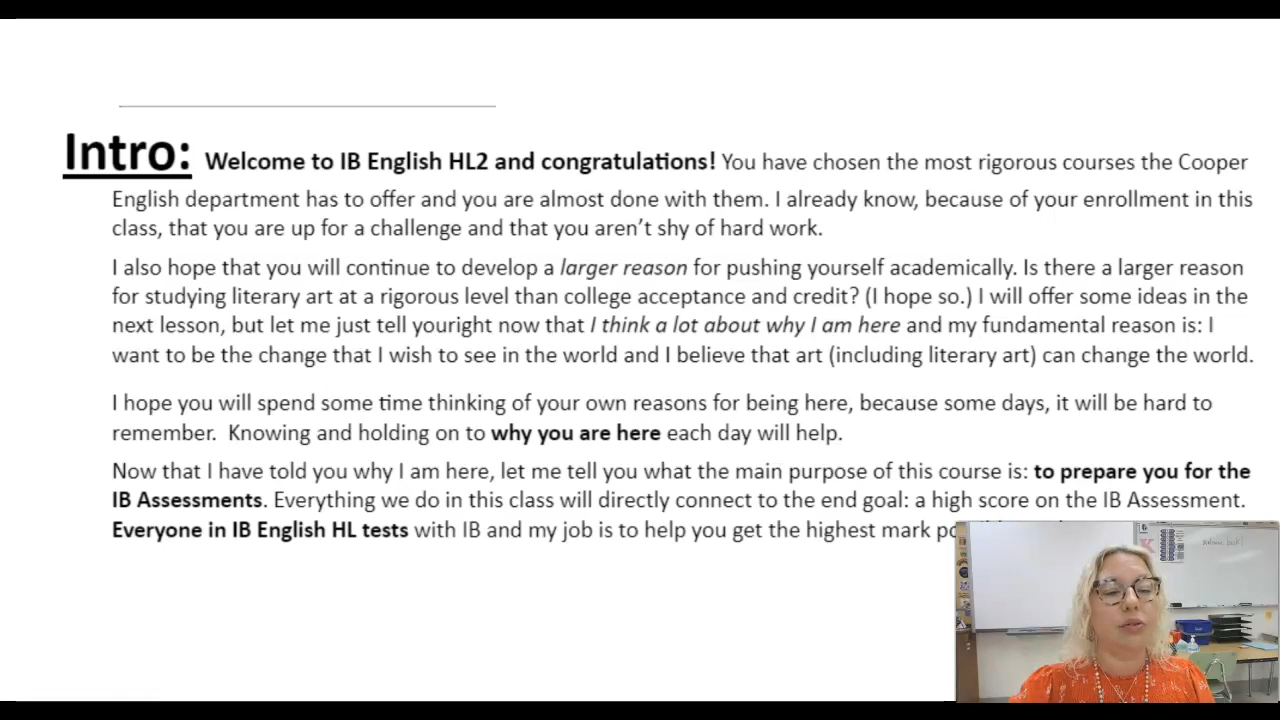 Intro: Welcome to IB English HL2 and congratulations! You have chosen the most rigorous courses the Cooper
English department has to offer and you are almost done with them. I already know, because of your enrollment in this
class, that you are up for a challenge and that you aren't shy of hard work.
I also hope that you will continue to develop a larger reason for pushing yourself academically. Is there a larger reason
for studying literary art at a rigorous level than college acceptance and credit? (I hope so.) I will offer some ideas in the
next lesson, but let me just tell youright now that I think a lot about why I am here and my fundamental reason is: I
want to be the change that I wish to see in the world and I believe that art (including literary art) can change the world.
I hope you will spend some time thinking of your own reasons for being here, because some days, it will be hard to
remember.  Knowing and holding on to why you are here each day will help.
Now that I have told you why I am here, let me tell you what the main purpose of this course is: to prepare you for the
IB Assessments. Everything we do in this class will directly connect to the end goal: a high score on the IB Assessment.
Everyone in IB English HL tests with IB and my job is to help you get the highest mark